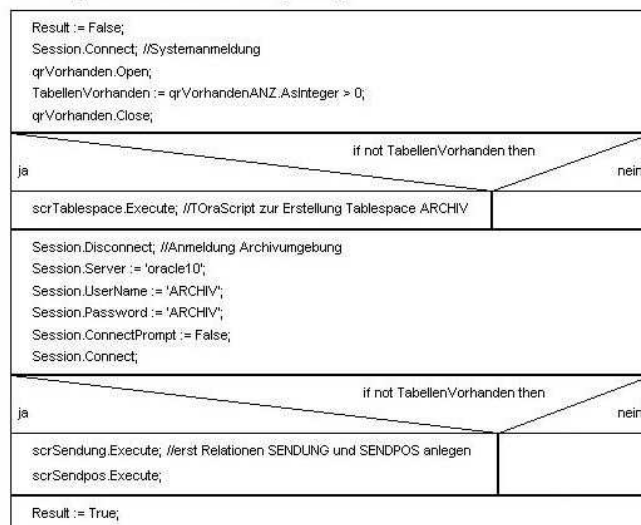 Result := False;
Session.Connect; //Systemanmeldung
qrVorhanden.Open;
TabellenVorhanden := qrVorhandenANZ.AsInteger > 0;
qrVorhanden.Close;
if not TabellenVorhanden then
ja
nein
scrTablespace.Execute; //TOraScript zur Erstellung Tablespace ARCHIV
Session.Disconnect; //Anmeldung Archivumgebung
Session.Server := 'oracle10';
Session.UserName := 'ARCHIV';
Session.Password := 'ARCHIV';
Session.ConnectPrompt := False;
Session.Connect;
if not TabellenVorhanden then
ja
nein
scrSendung.Execute; //erst Relationen SENDUNG und SENDPOS anlegen
scrSendpos.Execute;
Result := True;